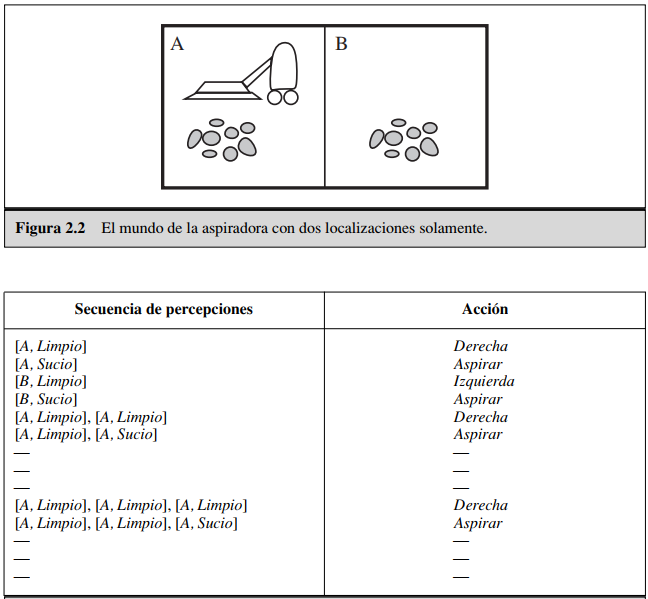 A B
Figura 2.2 El mundo de la aspiradora con dos localizaciones solamente.
Secuencia de percepciones Acción
[A, Limpio] Derecha
[A, Sucio] Aspirar
[B, Limpio] Izquierda
[B, Sucio] Aspirar
[A, Limpio], [A, Limpio] Derecha
[A, Limpio], [A, Sucio] Aspirar
— —
— —
— —
[A, Limpio], [A, Limpio], [A, Limpio] Derecha
[A, Limpio], [A, Limpio], [A, Sucio] Aspirar
— —
— —
— —